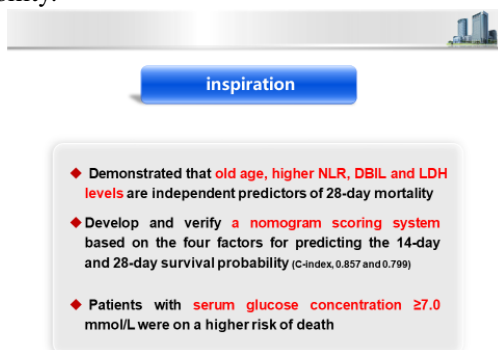 inspiration
◆ Demonstrated that old age, higher NLR, DBIL and LDH
levels are independent predictors of 28-day mortality
◆ Develop and verify a nomogram scoring system
based on the four factors for predicting the 14-day
and 28-day survival probability (C-index, 0.857 and 0.799)
◆ Patients with serum glucose concentration ≥7.0
mmol/L were on a higher risk of death